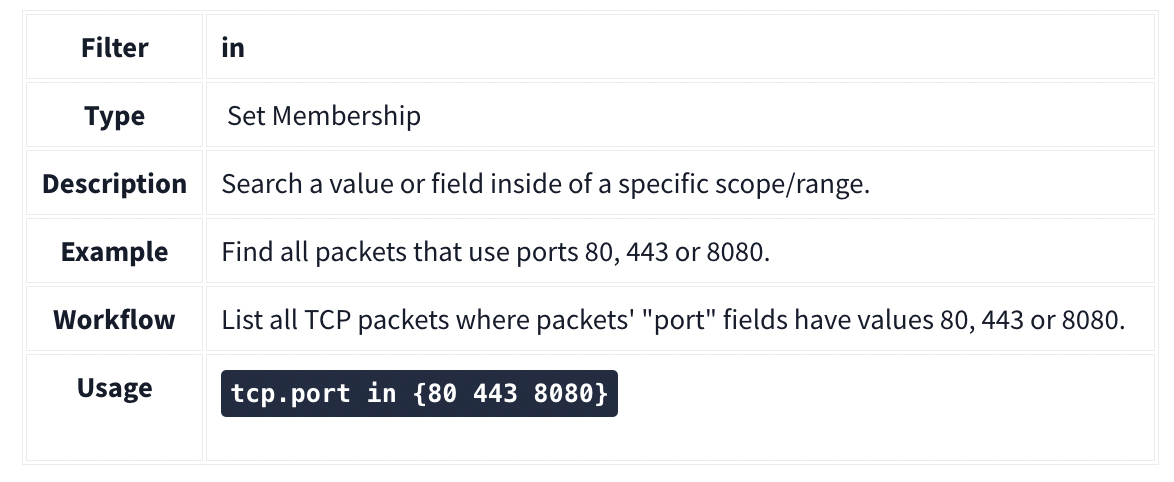 Filter in
Type Set Membership
Description Search a value or field inside of a specific scope/range.
Example Find all packets that use ports 80, 443 or 8080.
Workflow List all TCP packets where packets' "port" fields have values 80, 443 or 8080.
Usage tcp.port in {80 443 8080}